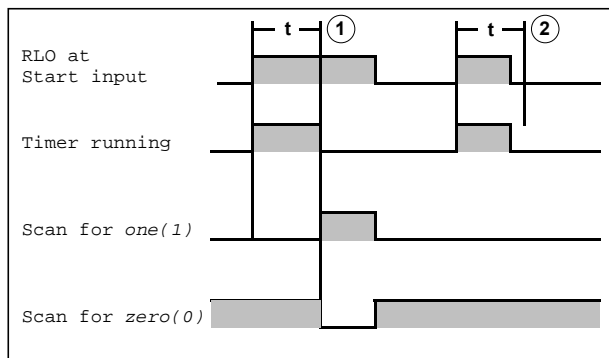 t 1 t 2
RLO at
Start input
Timer running
Scan for one(1)
Scan for zero(0)